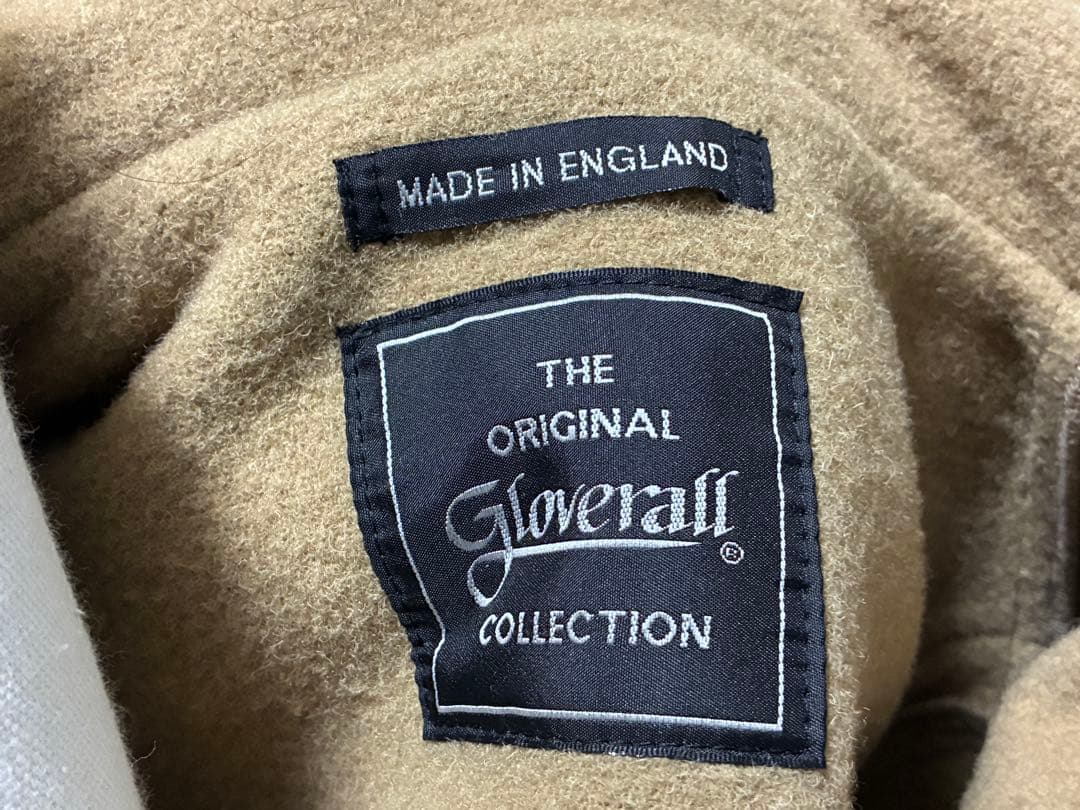 MADE IN ENGLAND
THE
ORIGINAL
Gloverall ®
COLLECTION